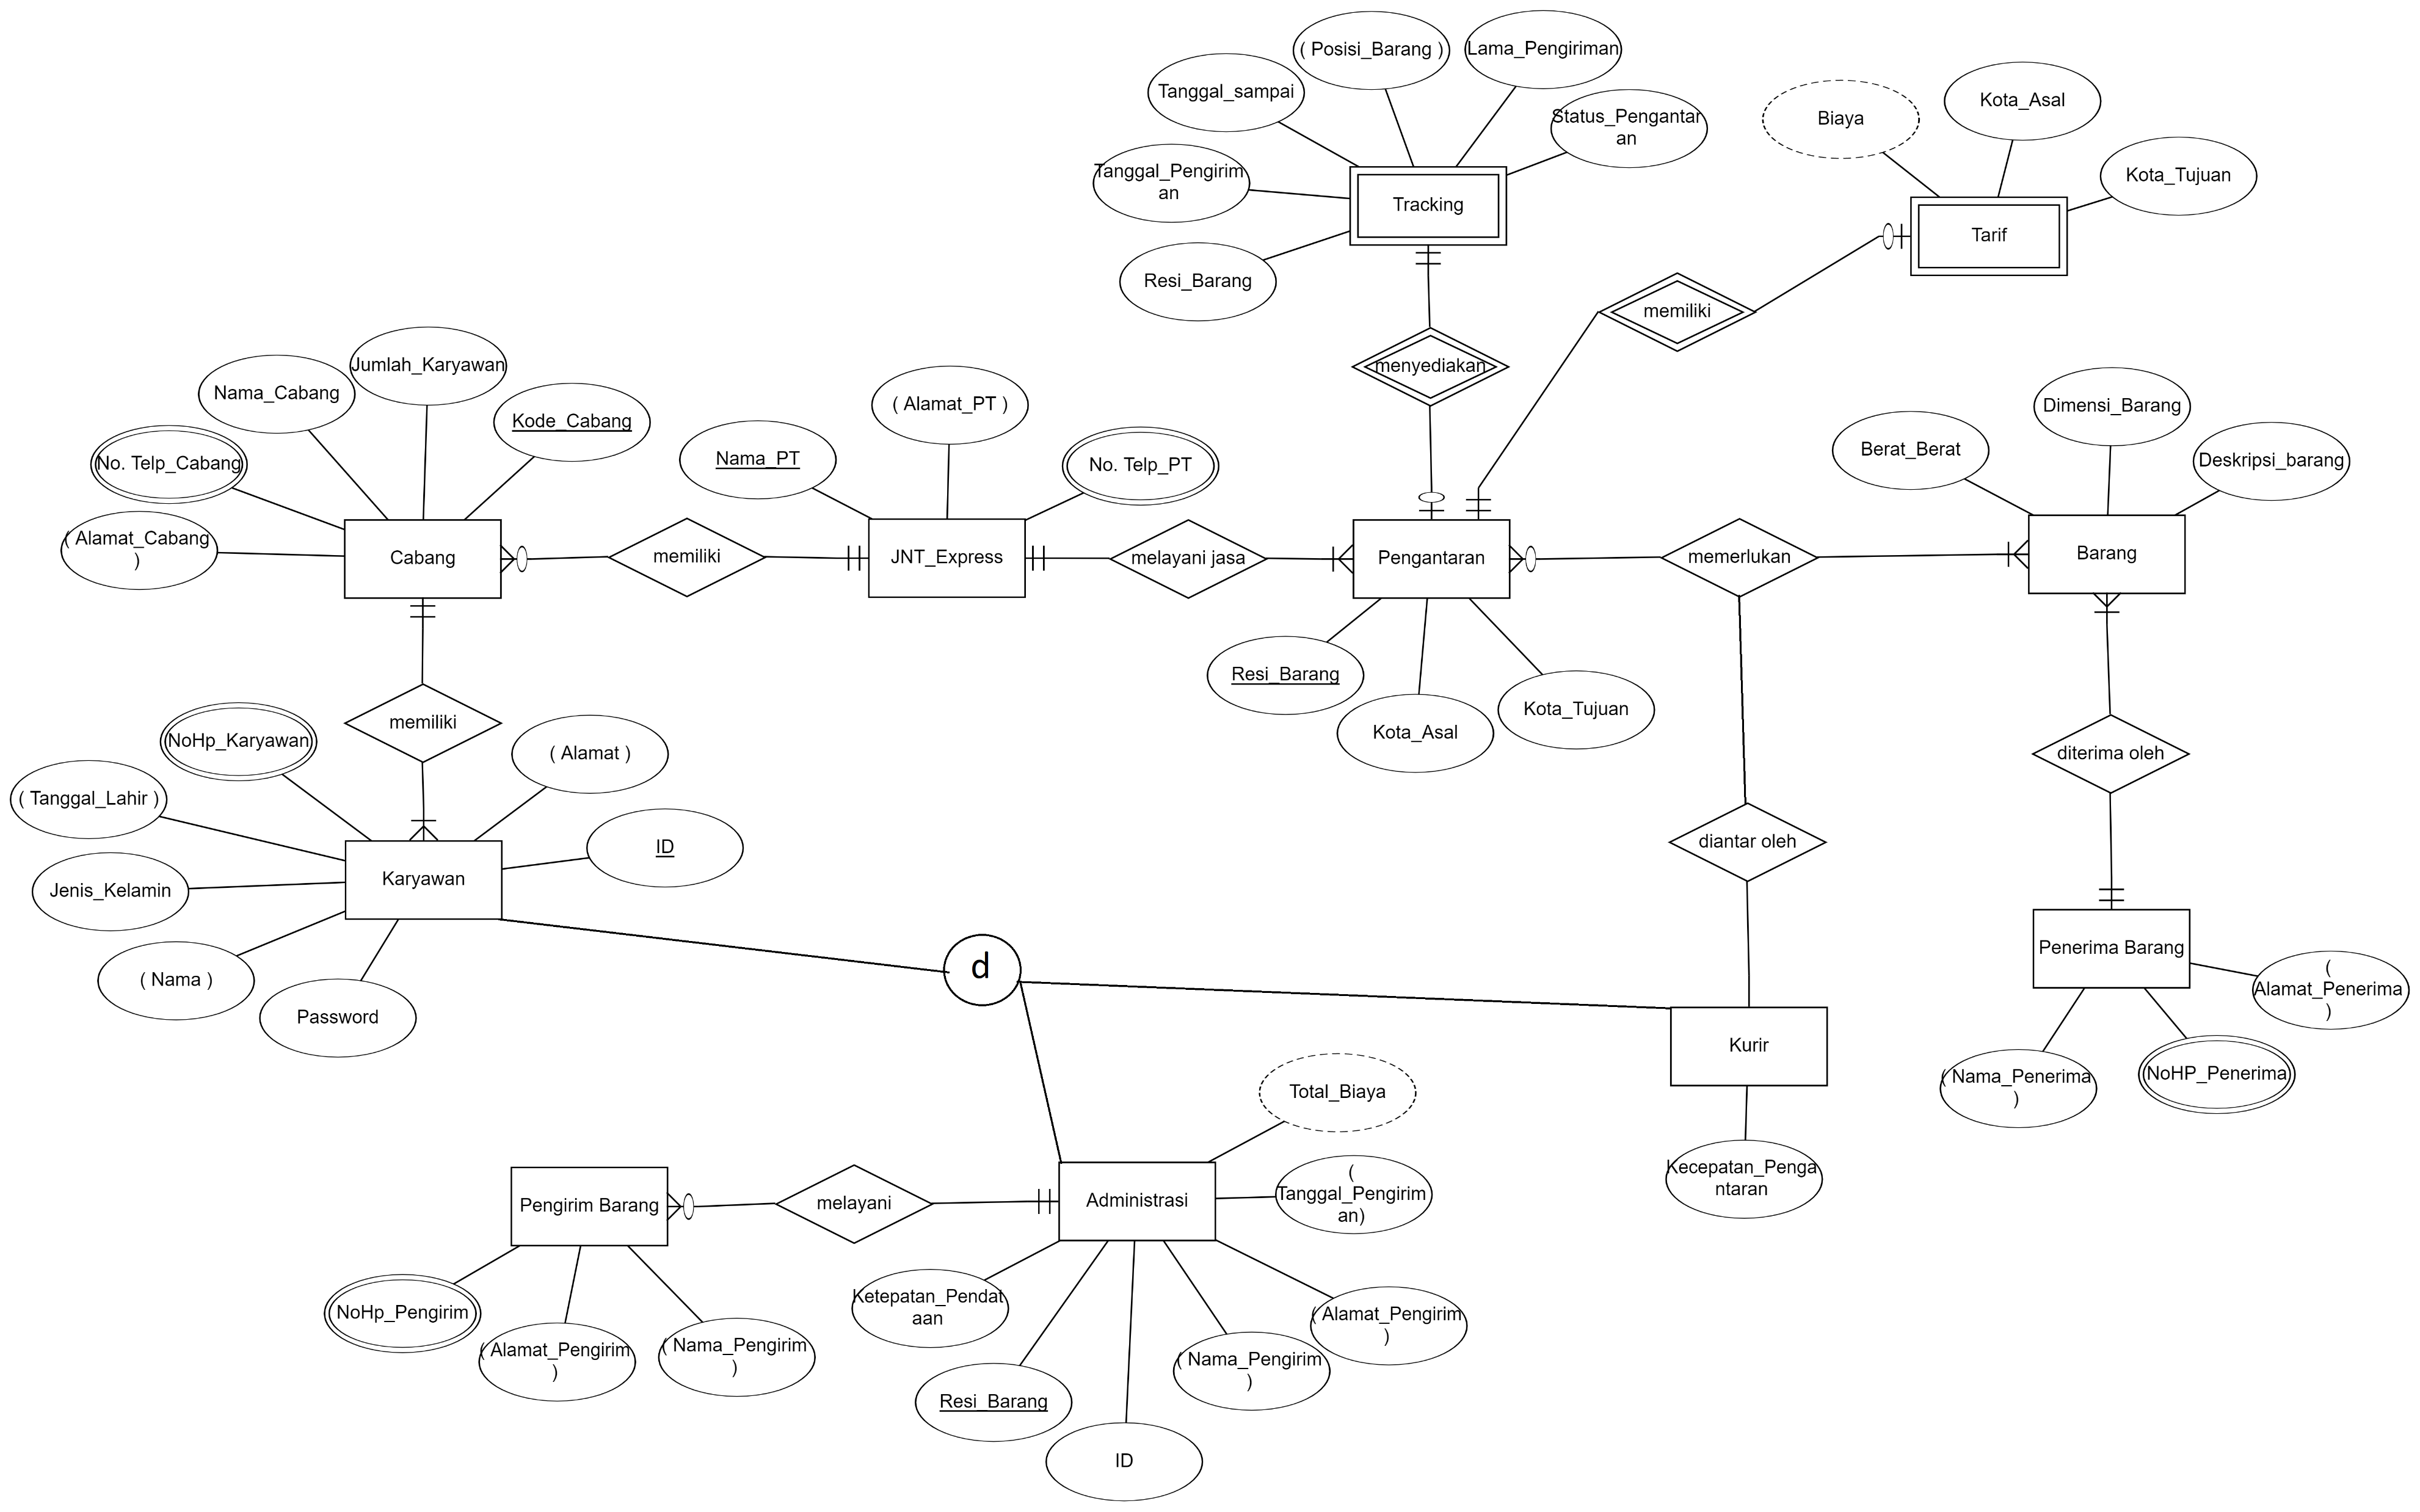 ( Posisi_Barang )
Lama_Pengiriman
Tanggal_sampai
Status_Pengantar
an
Biaya
Kota_Asal
Kota_Tujuan
Tanggal_Pengirim
an
Tracking
Tarif
Resi_Barang
memiliki
menyediakan
Jumlah_Karyawan
Nama_Cabang
Kode_Cabang
No. Telp_Cabang
( Alamat_Cabang
)
Nama_PT
( Alamat_PT )
No. Telp_PT
Dimensi_Barang
Berat_Berat
Deskripsi_barang
Cabang
memiliki
JNT_Express
melayani jasa
Pengantaran
memerlukan
Barang
Resi_Barang
Kota_Asal
Kota_Tujuan
memiliki
NoHp_Karyawan
( Alamat )
diterima oleh
( Tanggal_Lahir )
ID
diantar oleh
Jenis_Kelamin
Karyawan
( Nama )
Password
d
Penerima Barang
(
Alamat_Penerima
)
Kurir
( Nama_Penerima
)
NoHP_Penerima
Total_Biaya
Kecepatan_Penga
ntaran
Pengirim Barang
melayani
Administrasi
(
Tanggal_Pengirim
an)
NoHp_Pengirim
( Alamat_Pengirim
)
( Nama_Pengirim
)
Ketepatan_Pendat
aan
Resi_Barang
ID
( Nama_Pengirim
)
( Alamat_Pengirim
)